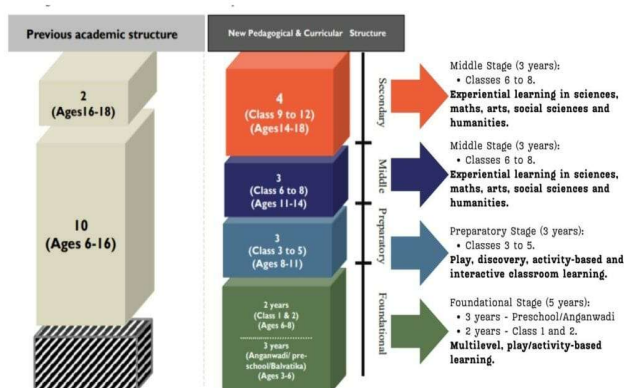 Previous academic structure
New Pedagogical & Curricular Structure
2
(Ages16-18)
10
(Ages 6-16)
4
(Class 9 to 12)
(Ages14-18)
3
(Class 6 to 8)
(Ages 11-14)
3
(Class 3 to 5)
(Ages 8-11)
2 years
(Class 1 & 2)
(Ages 6-8)
3 years
(Anganwadi/ pre-
school/Balvatika)
(Ages 3-6)
Secondary
Middle
Preparatory
Foundational
Middle Stage (3 years):
• Classes 6 to 8.
Experiential learning in sciences,
maths, arts, social sciences and
humanities.
Middle Stage (3 years):
• Classes 6 to 8.
Experiential learning in sciences,
maths, arts, social sciences and
humanities.
Preparatory Stage (3 years):
• Classes 3 to 5.
Play, discovery, activity-based and
interactive classroom learning.
Foundational Stage (5 years):
• 3 years - Preschool/Anganwadi
• 2 years - Class 1 and 2.
Multilevel, play/activity-based
learning.